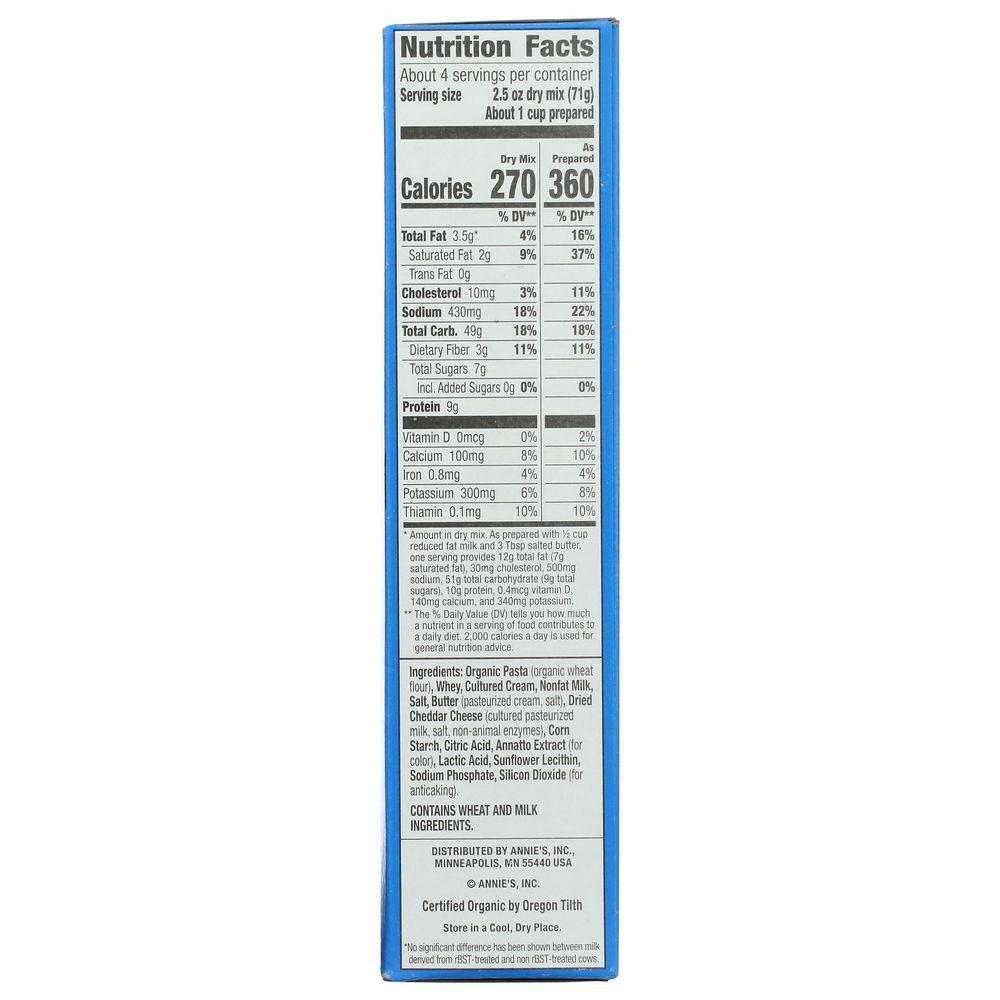 Nutrition Facts
About 4 servings per container
Serving size 2.5 oz dry mix (71g)
About 1 cup prepared
Dry Mix As Prepared
Calories 270 360
% DV** % DV**
Total Fat 3.5g* 4% 16%
Saturated Fat 2g 9% 37%
Trans Fat 0g
Cholesterol 10mg 3% 11%
Sodium 430mg 18% 22%
Total Carb. 49g 18% 18%
Dietary Fiber 3g 11% 11%
Total Sugars 7g
Incl. Added Sugars 0g 0% 0%
Protein 9g
Vitamin D 0mcg 0% 2%
Calcium 100mg 8% 10%
Iron 0.8mg 4% 4%
Potassium 300mg 6% 8%
Thiamin 0.1mg 10% 10%
* Amount in dry mix. As prepared with ½ cup
reduced fat milk and 3 Tbsp salted butter,
one serving provides 12g total fat (7g
saturated fat), 30mg cholesterol, 500mg
sodium, 51g total carbohydrate (9g total
sugars), 10g protein, 0.4mcg vitamin D,
140mg calcium, and 340mg potassium.
** The % Daily Value (DV) tells you how much
a nutrient in a serving of food contributes to
a daily diet. 2,000 calories a day is used for
general nutrition advice.
Ingredients: Organic Pasta (organic wheat
flour), Whey, Cultured Cream, Nonfat Milk,
Salt, Butter (pasteurized cream, salt), Dried
Cheddar Cheese (cultured pasteurized
milk, salt, non-animal enzymes), Corn
Starch, Citric Acid, Annatto Extract (for
color), Lactic Acid, Sunflower Lecithin,
Sodium Phosphate, Silicon Dioxide (for
anticaking).
CONTAINS WHEAT AND MILK
INGREDIENTS.
DISTRIBUTED BY ANNIE'S, INC.,
MINNEAPOLIS, MN 55440 USA
© ANNIE'S, INC.
Certified Organic by Oregon Tilth
Store in a Cool, Dry Place.
*No significant difference has been shown between milk
derived from rBST-treated and non rBST-treated cows.